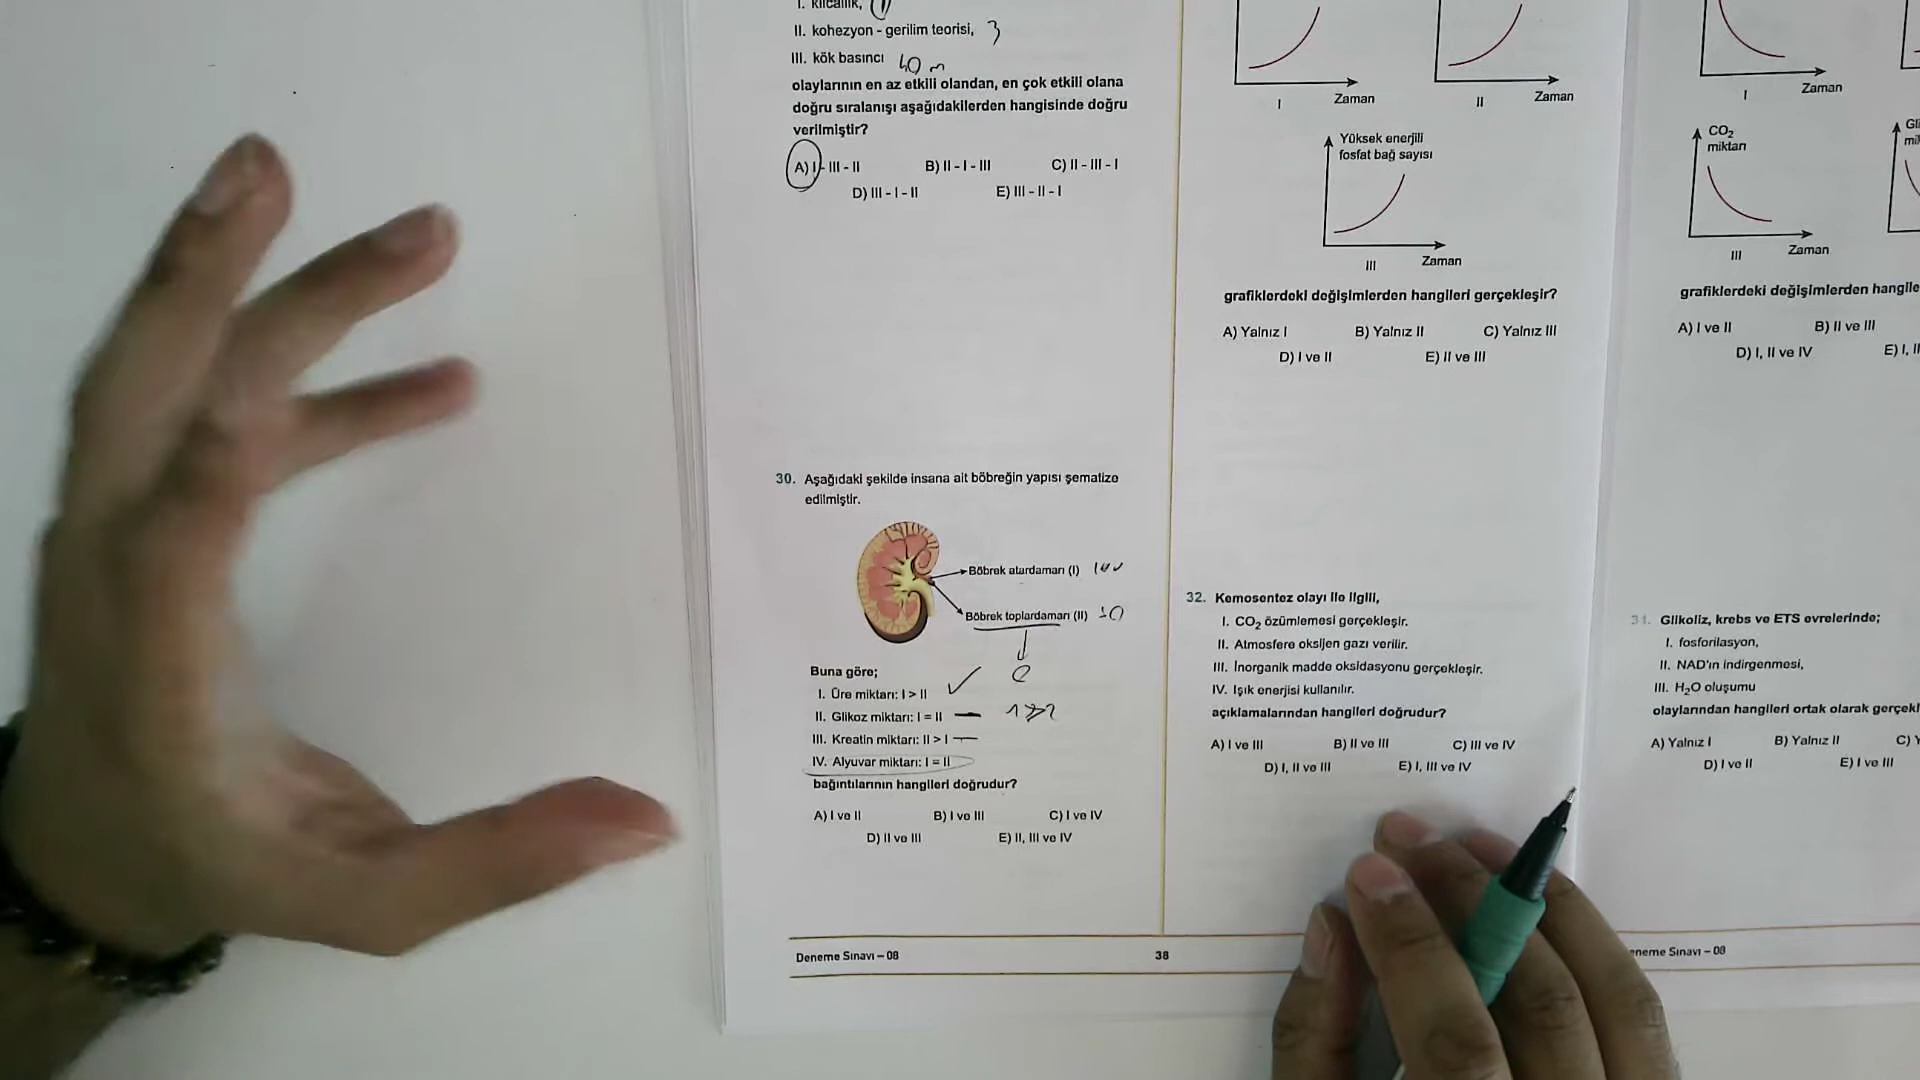 I. kılcallık,
II. kohezyon - gerilim teorisi, 3
III. kök basıncı 40 m
olaylarının en az etkili olandan, en çok etkili olana
doğru sıralanışı aşağıdakilerden hangisinde doğru
verilmiştir?
A) I - III - II B) II - I - III C) II - III - I
D) III - I - II E) III - II - I
30. Aşağıdaki şekilde insana ait böbreğin yapısı şematize
edilmiştir.
Böbrek atardamarı (I)
Böbrek toplardamarı (II)
Buna göre;
I. Üre miktarı: I > II
II. Glikoz miktarı: I = II
III. Kreatin miktarı: II > I
IV. Alyuvar miktarı: I = II
bağıntılarının hangileri doğrudur?
A) I ve II B) I ve III C) I ve IV
D) II ve III E) II, III ve IV
Deneme Sınavı – 08
38
Zaman
I
Zaman
II
Yüksek enerjili
fosfat bağ sayısı
Zaman
III
grafiklerdeki değişimlerden hangileri gerçekleşir?
A) Yalnız I B) Yalnız II C) Yalnız III
D) I ve II E) II ve III
32. Kemosentez olayı ile ilgili,
I. CO₂ özümlemesi gerçekleşir.
II. Atmosfere oksijen gazı verilir.
III. İnorganik madde oksidasyonu gerçekleşir.
IV. Işık enerjisi kullanılır.
açıklamalarından hangileri doğrudur?
A) I ve III B) II ve III C) III ve IV
D) I, II ve III E) I, III ve IV
Zaman
I
CO₂
miktarı
Zaman
III
grafiklerdeki değişimlerden
A) I ve II B) II ve III
D) I, II ve IV
Glikoliz, krebs ve ETS evrelerinde;
I. fosforilasyon,
II. NAD'ın indirgenmesi,
III. H₂O oluşumu
olaylarından hangileri ortak olarak
A) Yalnız I B) Yalnız II C)
D) I ve II E) I ve III
Sınavı – 08